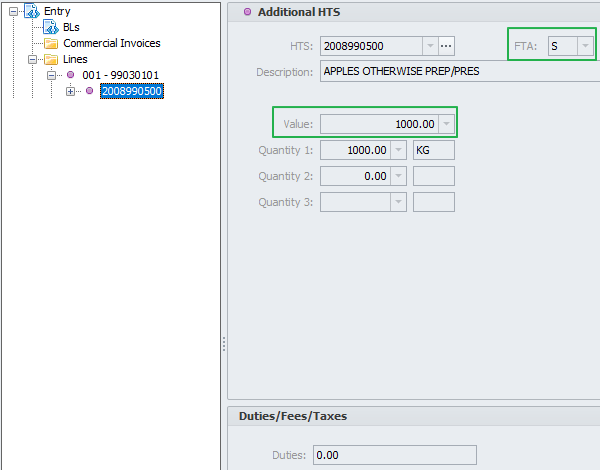 Entry
BLs
Commercial Invoices
Lines
001 - 99030101
2008990500
Additional HTS
HTS: 2008990500 ... FTA: S
Description: APPLES OTHERWISE PREP/PRES
Value: 1000.00
Quantity 1: 1000.00 KG
Quantity 2: 0.00
Quantity 3:
Duties/Fees/Taxes
Duties: 0.00